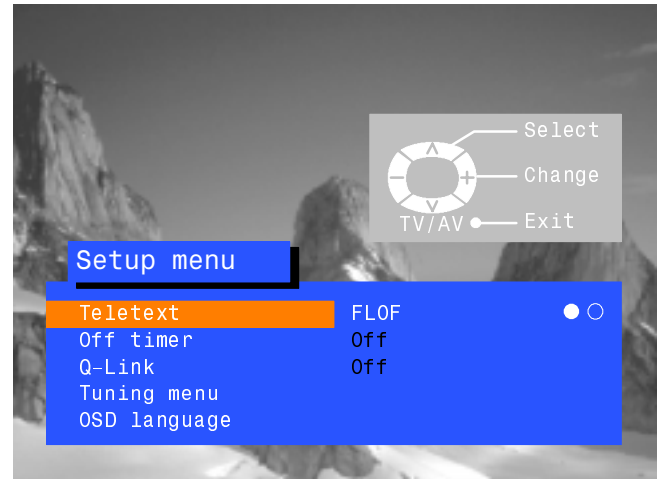 Select
Change
TV/AV Exit
Setup menu
Teletext FLOF
Off timer Off
Q-Link Off
Tuning menu
OSD language